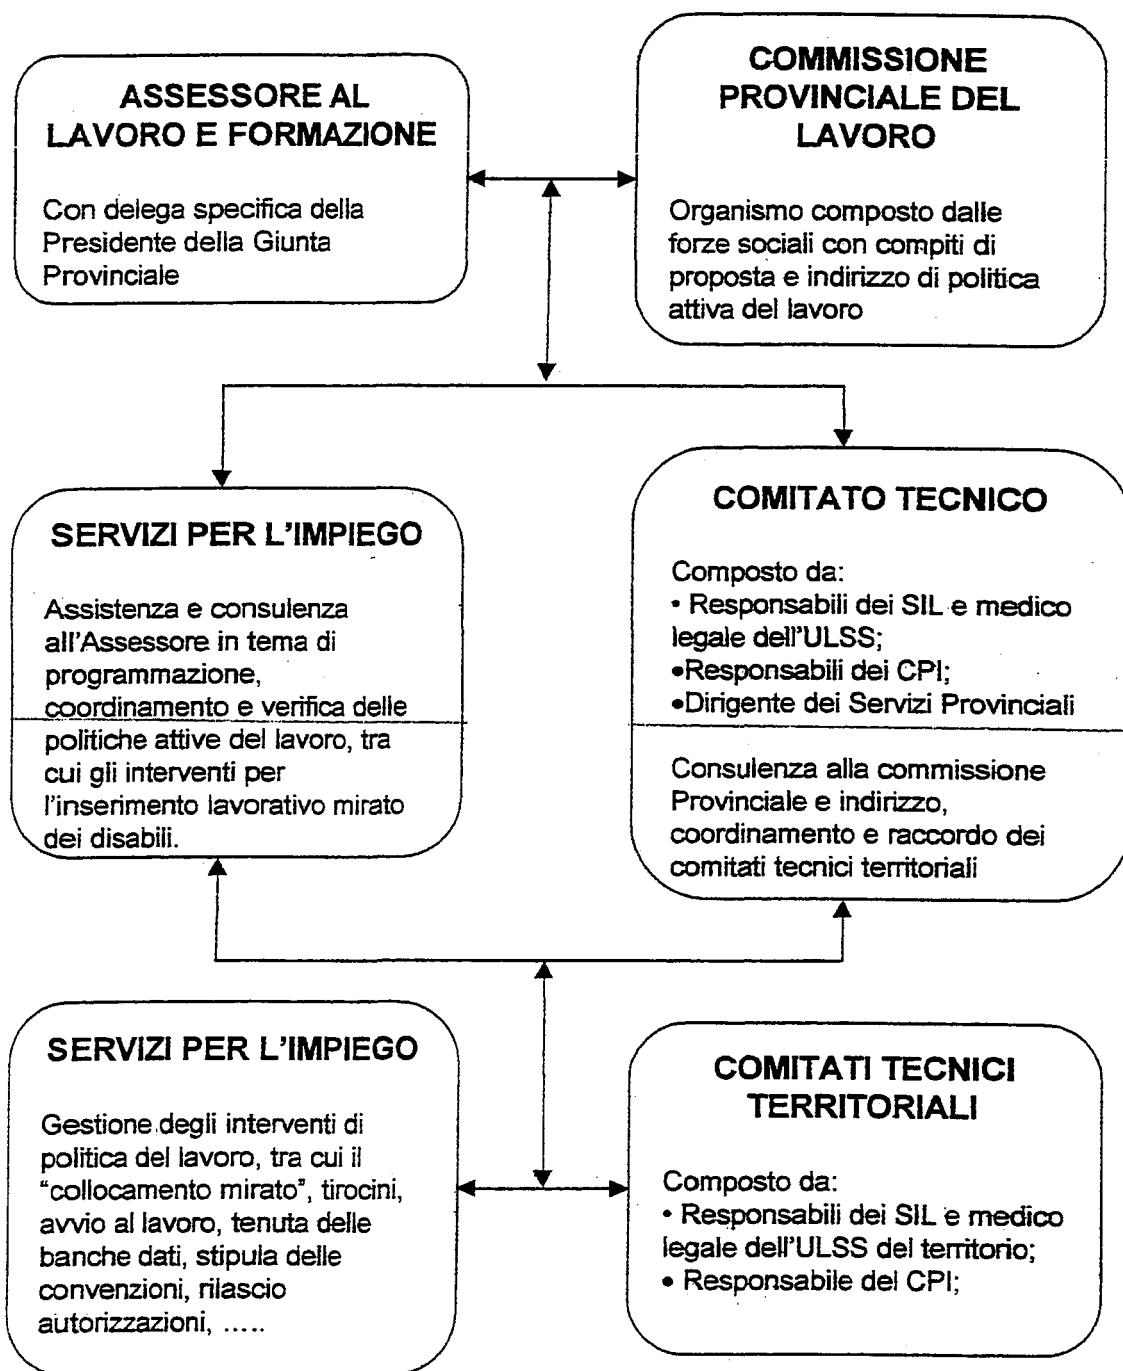 ASSESSORE AL
LAVORO E FORMAZIONE
Con delega specifica della
Presidente della Giunta
Provinciale
COMMISSIONE
PROVINCIALE DEL
LAVORO
Organismo composto dalle
forze sociali con compiti di
proposta e indirizzo di politica
attiva del lavoro
SERVIZI PER L'IMPIEGO
Assistenza e consulenza
all'Assessore in tema di
programmazione,
coordinamento e verifica delle
politiche attive del lavoro, tra
cui gli interventi per
l'inserimento lavorativo mirato
dei disabili.
COMITATO TECNICO
Composto da:
• Responsabili dei SIL e medico
legale dell'ULSS;
•Responsabili dei CPI;
•Dirigente dei Servizi Provinciali
Consulenza alla commissione
Provinciale e indirizzo,
coordinamento e raccordo dei
comitati tecnici territoriali
SERVIZI PER L'IMPIEGO
Gestione degli interventi di
politica del lavoro, tra cui il
"collocamento mirato", tirocini,
avvio al lavoro, tenuta delle
banche dati, stipula delle
convenzioni, rilascio
autorizzazioni, .....
COMITATI TECNICI
TERRITORIALI
Composto da:
• Responsabili dei SIL e medico
legale dell'ULSS del territorio;
• Responsabile del CPI;